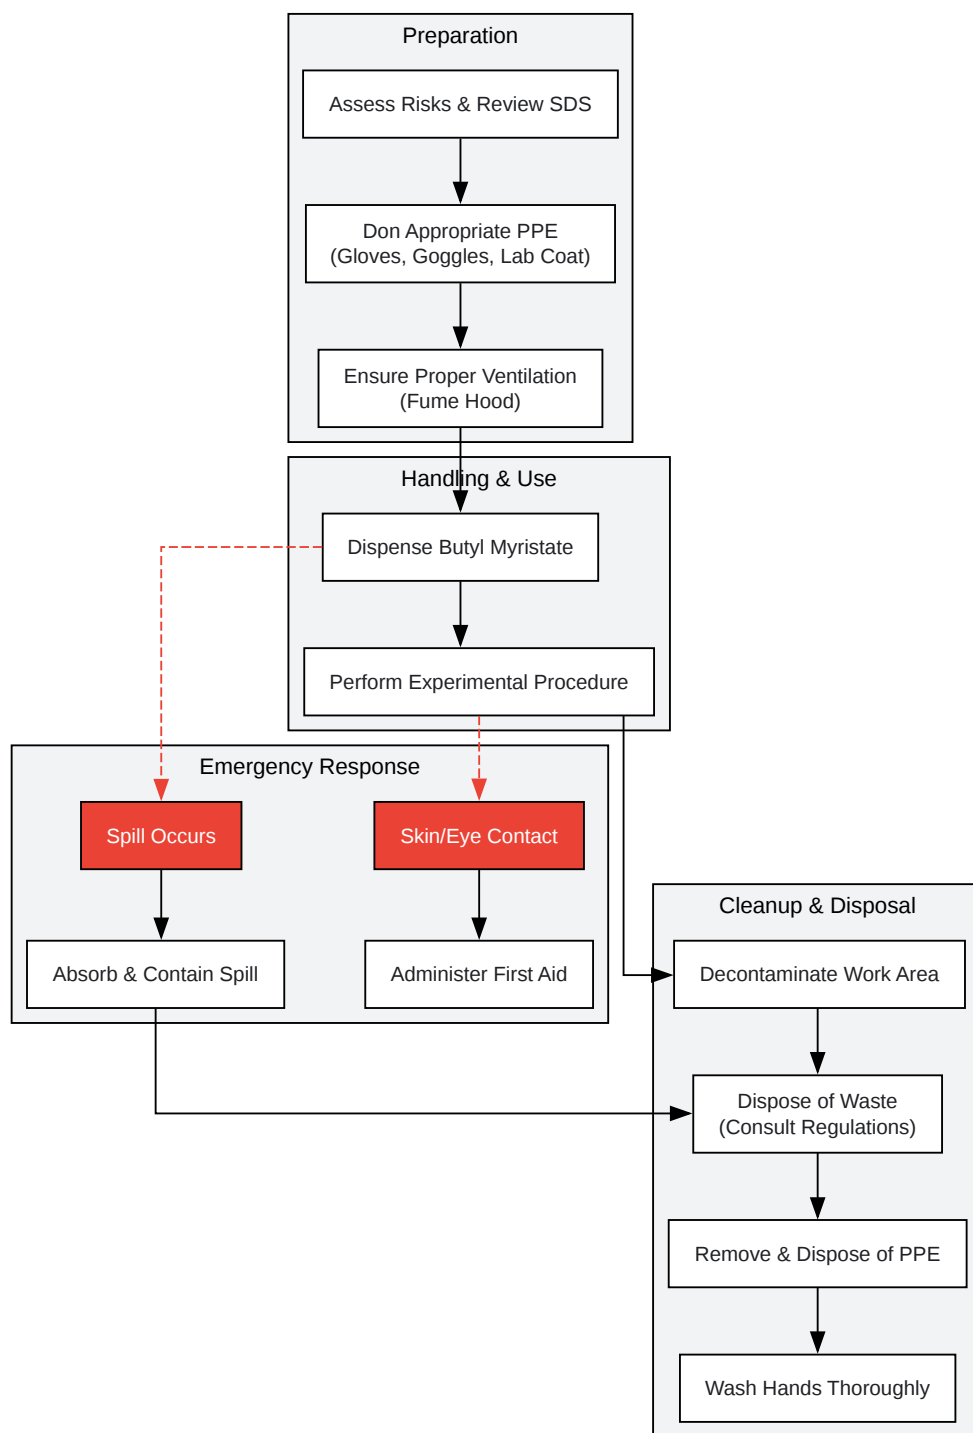 Preparation
Assess Risks & Review SDS
Don Appropriate PPE
(Gloves, Goggles, Lab Coat)
Ensure Proper Ventilation
(Fume Hood)
Handling & Use
Dispense Butyl Myristate
Perform Experimental Procedure
Emergency Response
Spill Occurs
Skin/Eye Contact
Absorb & Contain Spill
Administer First Aid
Cleanup & Disposal
Decontaminate Work Area
Dispose of Waste
(Consult Regulations)
Remove & Dispose of PPE
Wash Hands Thoroughly